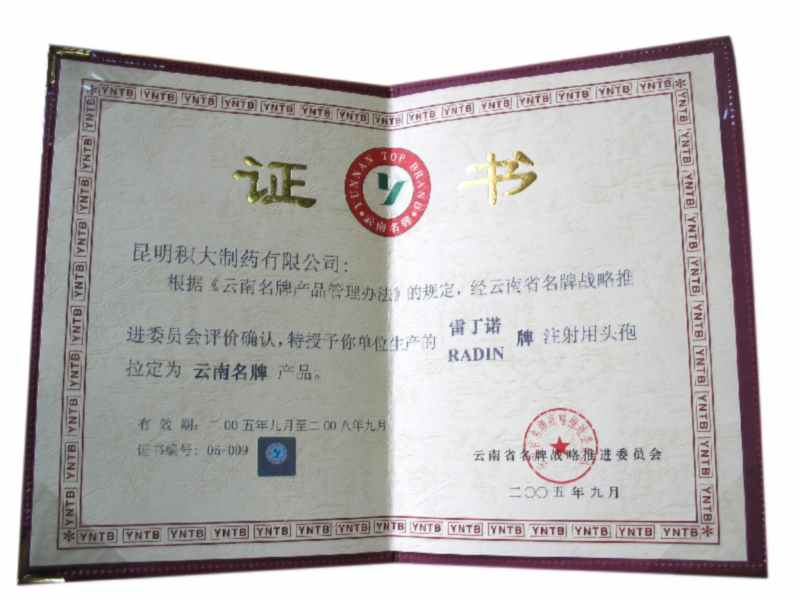 证书
YUNNAN TOP BRAND
云南名牌
昆明积大制药有限公司：
根据《云南名牌产品管理办法》的规定，经云南省名牌战略推
进委员会评价确认，特授予你单位生产的 雷丁诺 RADIN 牌 注射用头孢
拉定为 云南名牌 产品。
有效期：二00五年九月至二00八年九月
证书编号：05-009
云南省名牌战略推进委员会
二〇〇五年九月
YNTB